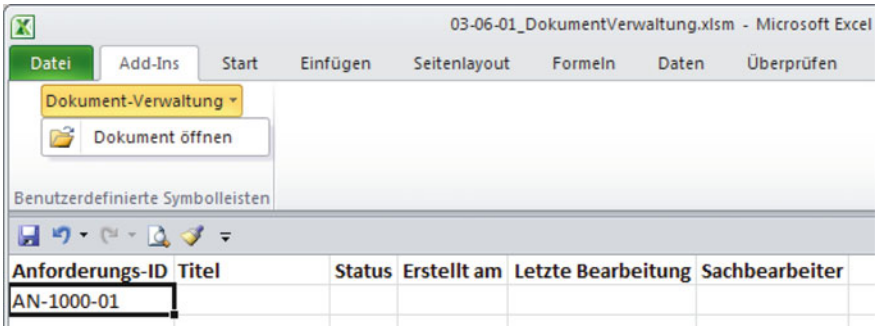 03-06-01_DokumentVerwaltung.xlsm - Microsoft Excel
Datei Add-Ins Start Einfügen Seitenlayout Formeln Daten Überprüfen
Dokument-Verwaltung
Dokument öffnen
Benutzerdefinierte Symbolleisten
Anforderungs-ID Titel Status Erstellt am Letzte Bearbeitung Sachbearbeiter
AN-1000-01